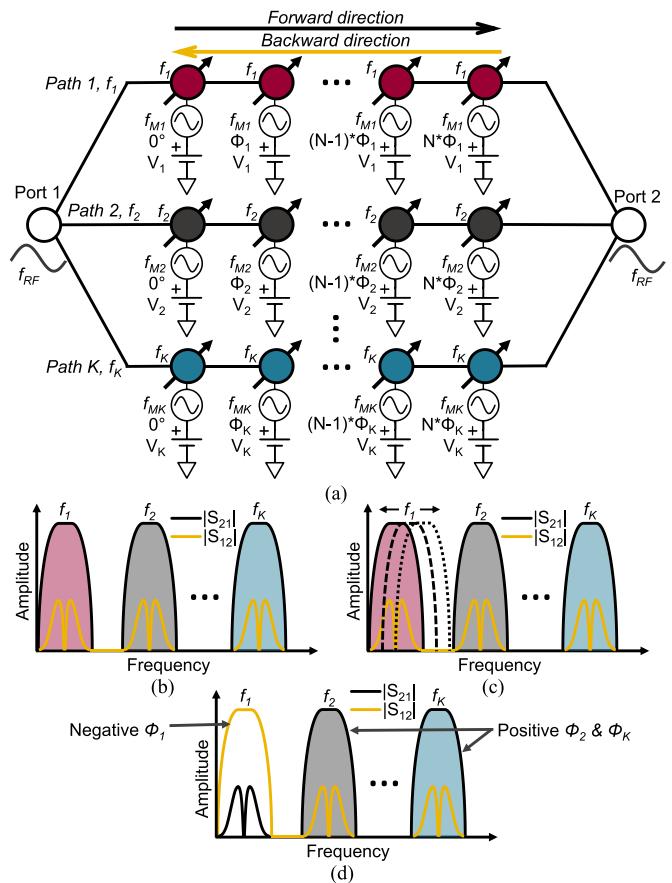 Forward direction
Backward direction
Path 1, f1 f1 f1 ••• f1 f1
fM1 fM1 fM1 fM1
0° Φ1 (N-1)*Φ1 N*Φ1
+ + + +
V1 V1 V1 V1
Port 1 Port 2
Path 2, f2 f2 f2 ••• f2 f2
fRF fRF
fM2 fM2 fM2 fM2
0° Φ2 (N-1)*Φ2 N*Φ2
+ + + +
V2 V2 V2 V2
Path K, fK fK fK ••• fK fK
fMK fMK fMK fMK
0° ΦK (N-1)*ΦK N*ΦK
+ + + +
VK VK VK VK
(a)
f1 f2 fK
|S21|
|S12|
Amplitude
•••
Frequency
(b)
f1 f2 fK
|S21|
|S12|
Amplitude
•••
Frequency
(c)
f1 f2 fK
|S21|
|S12|
Negative Φ1
Positive Φ2 & ΦK
Amplitude
•••
Frequency
(d)